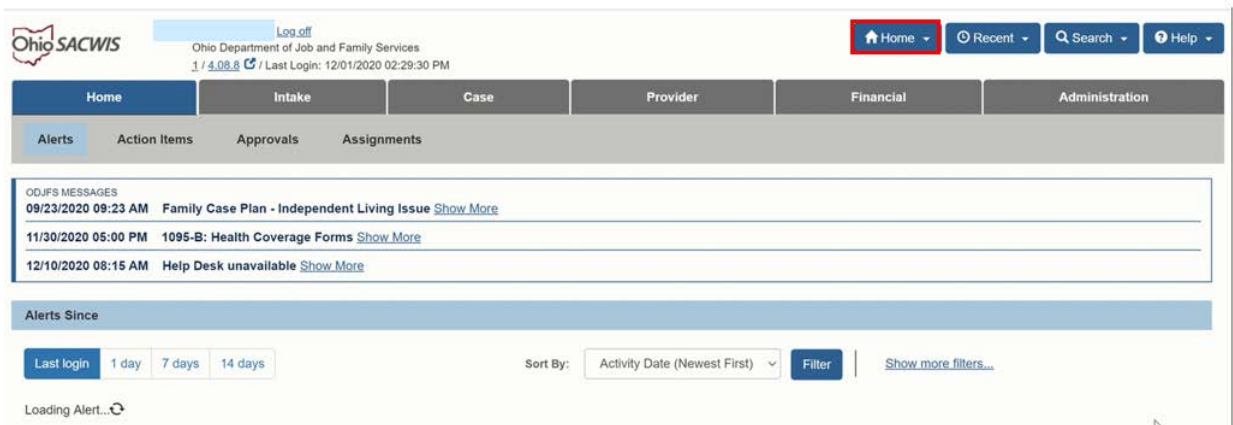 Ohio SACWIS
Log off
Ohio Department of Job and Family Services
1 / 4.08.8 / Last Login: 12/01/2020 02:29:30 PM
Home Recent Search Help
Home Intake Case Provider Financial Administration
Alerts Action Items Approvals Assignments
ODJFS MESSAGES
09/23/2020 09:23 AM Family Case Plan - Independent Living Issue Show More
11/30/2020 05:00 PM 1095-B: Health Coverage Forms Show More
12/10/2020 08:15 AM Help Desk unavailable Show More
Alerts Since
Last login 1 day 7 days 14 days Sort By: Activity Date (Newest First) Filter Show more filters...
Loading Alert...